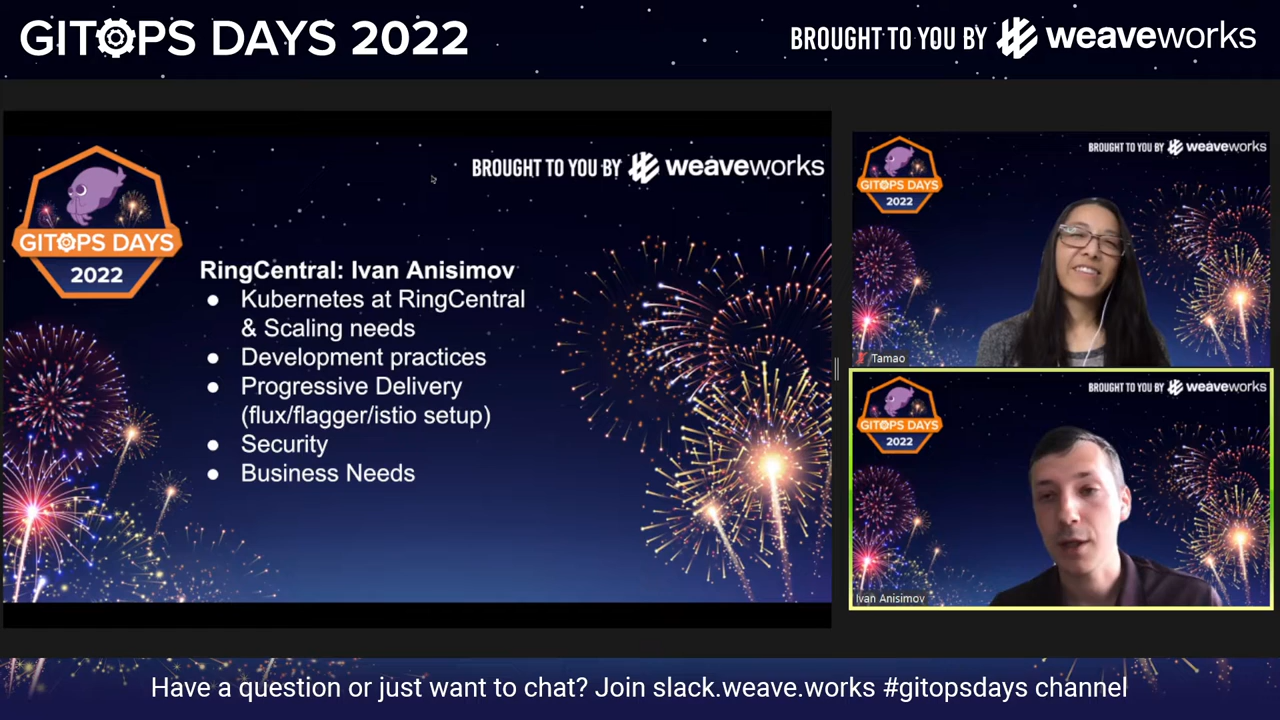 GITOPS DAYS 2022
BROUGHT TO YOU BY weaveworks
BROUGHT TO YOU BY weaveworks
GITOPS DAYS
2022
RingCentral: Ivan Anisimov
● Kubernetes at RingCentral
& Scaling needs
● Development practices
● Progressive Delivery
(flux/flagger/istio setup)
● Security
● Business Needs
BROUGHT TO YOU BY weaveworks
GITOPS DAYS
2022
Tamao
BROUGHT TO YOU BY weaveworks
GITOPS DAYS
2022
Ivan Anisimov
Have a question or just want to chat? Join slack.weave.works #gitopsdays channel